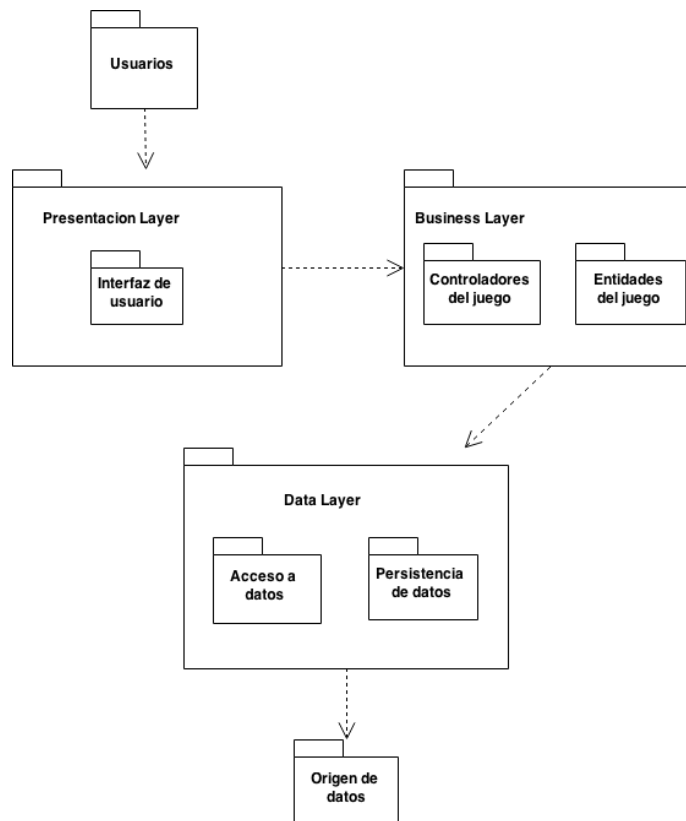 Usuarios
Presentacion Layer
Interfaz de
usuario
Business Layer
Controladores
del juego
Entidades
del juego
Data Layer
Acceso a
datos
Persistencia
de datos
Origen de
datos